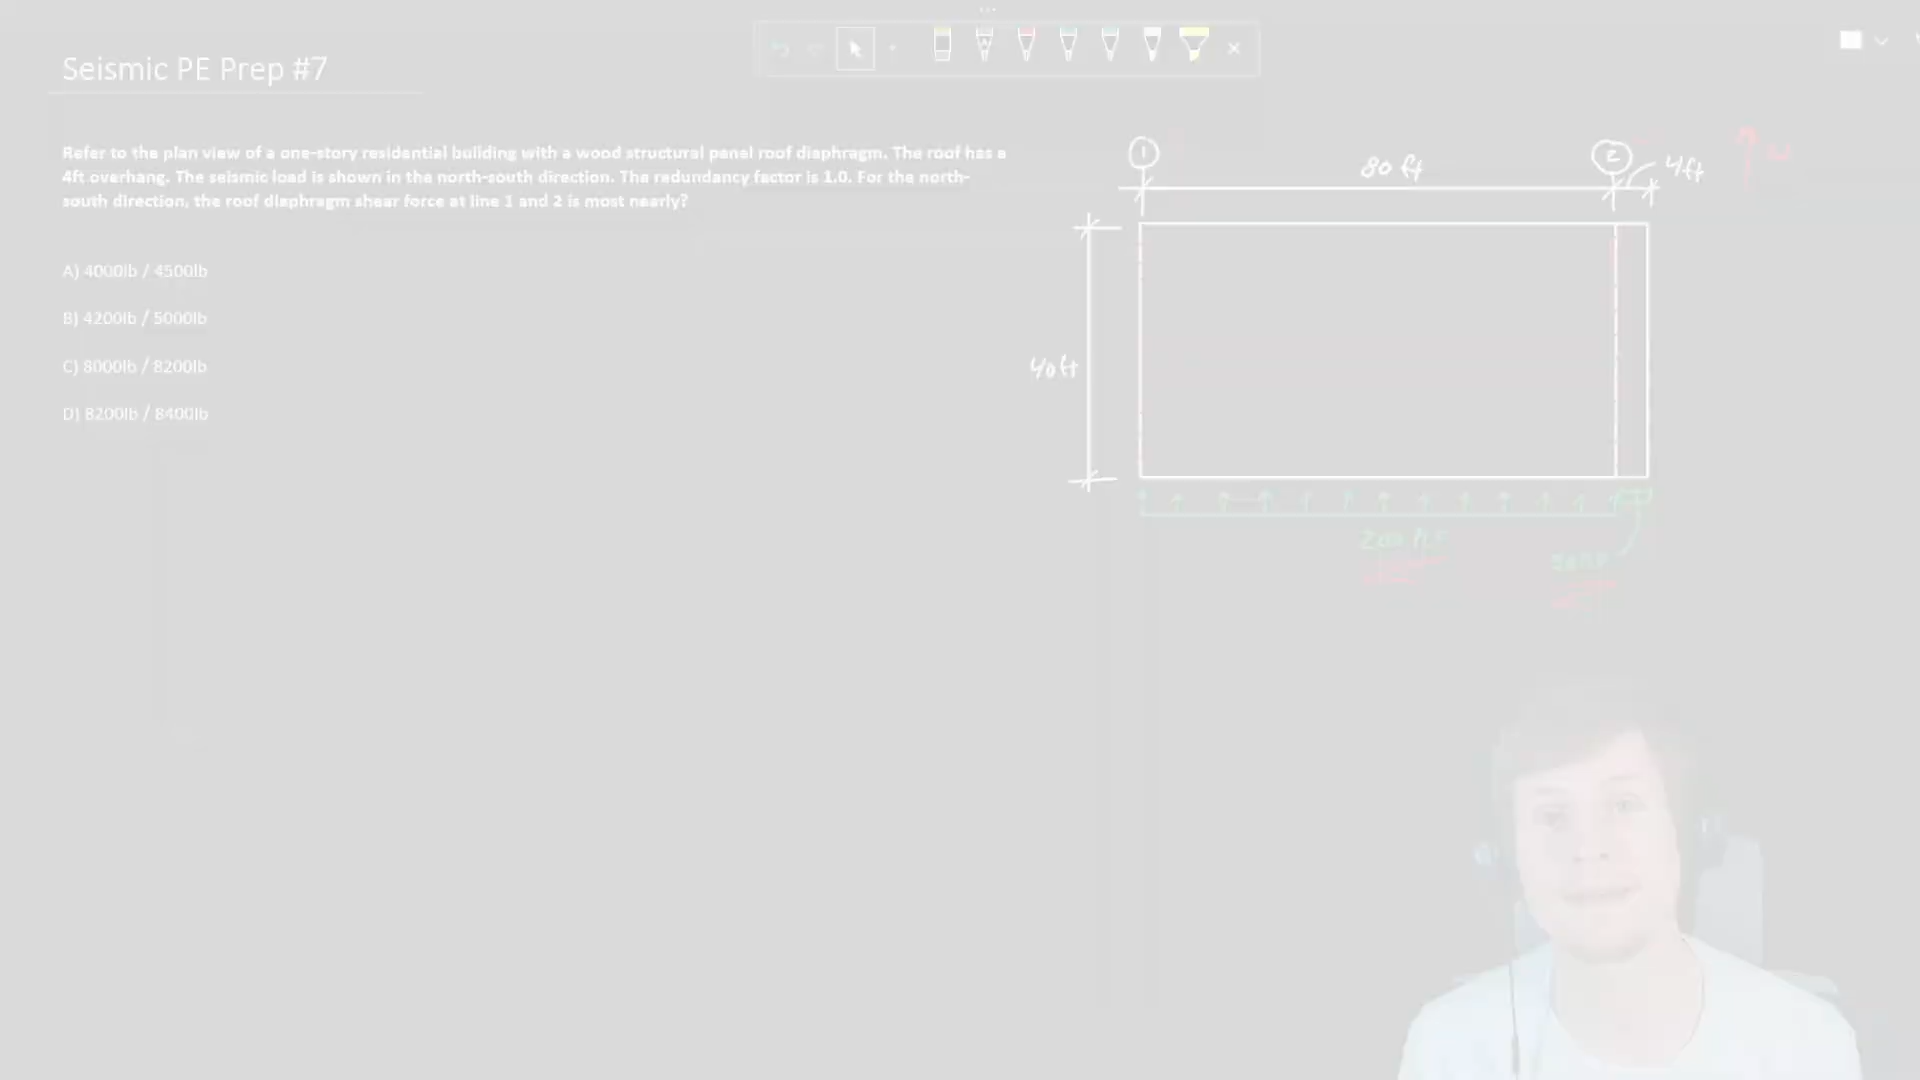 Seismic PE Prep #7
Refer to the plan view of a one-story residential building with a wood structural panel roof diaphragm. The roof has a
4ft overhang. The seismic load is shown in the north-south direction. The redundancy factor is 1.0. For the north-
south direction, the roof diaphragm shear force at line 1 and 2 is most nearly?
A) 4000lb / 4500lb
B) 4200lb / 5000lb
C) 8000lb / 8200lb
D) 8200lb / 8400lb
1
80 ft
2
4ft
N
40ft
200